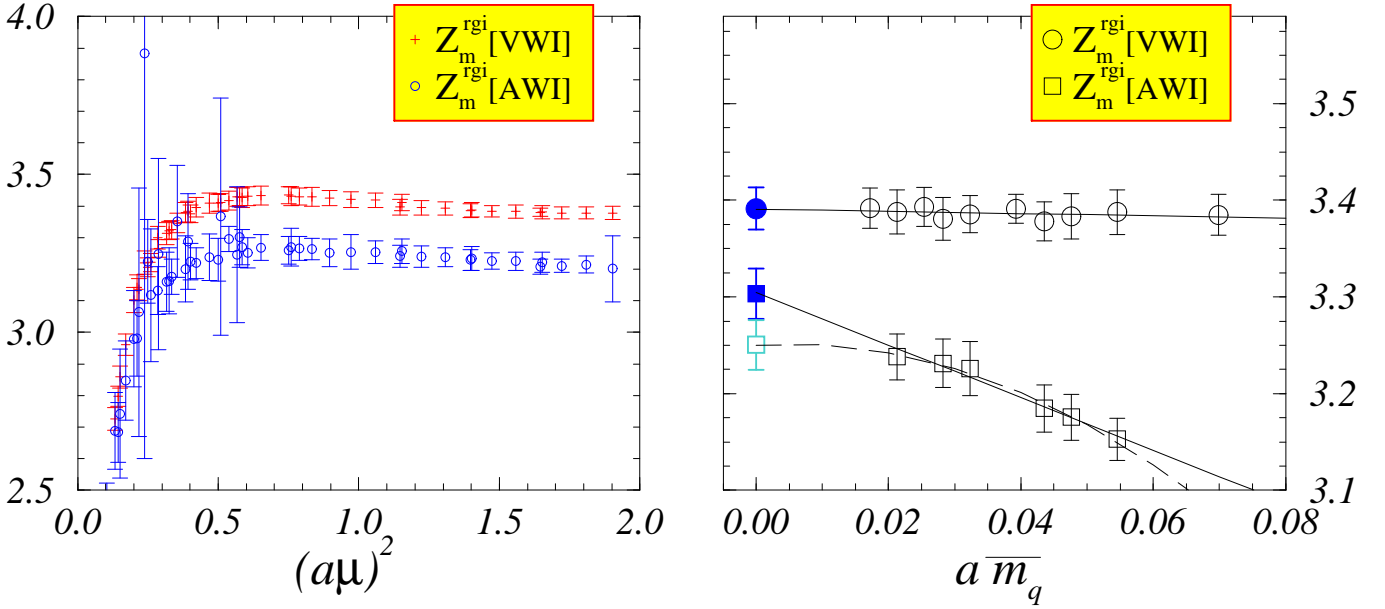 4.0
3.5
3.0
2.5
0.0 0.5 1.0 1.5 2.0
(aμ)²
Z_m^rgi [VWI]
Z_m^rgi [AWI]
Z_m^rgi [VWI]
Z_m^rgi [AWI]
3.5
3.4
3.3
3.2
3.1
0.00 0.02 0.04 0.06 0.08
a m̅_q